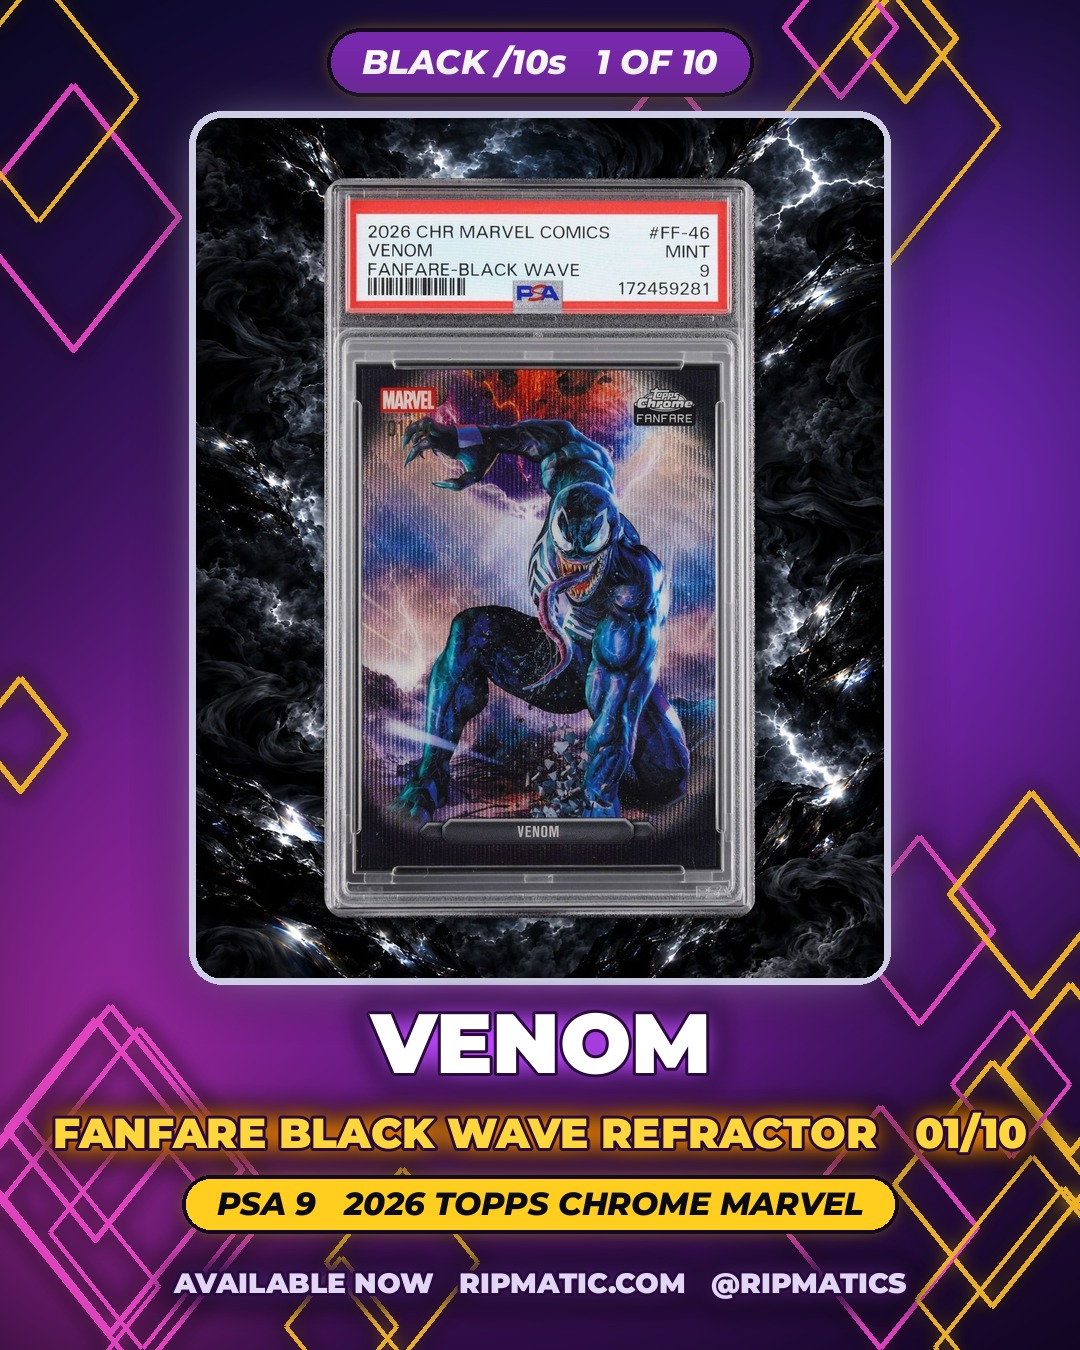 BLACK /10s 1 OF 10
2026 CHR MARVEL COMICS #FF-46
VENOM MINT
FANFARE-BLACK WAVE 9
PSA 172459281
MARVEL
Topps Chrome
FANFARE
VENOM
VENOM
FANFARE BLACK WAVE REFRACTOR 01/10
PSA 9 2026 TOPPS CHROME MARVEL
AVAILABLE NOW RIPMATIC.COM @RIPMATICS